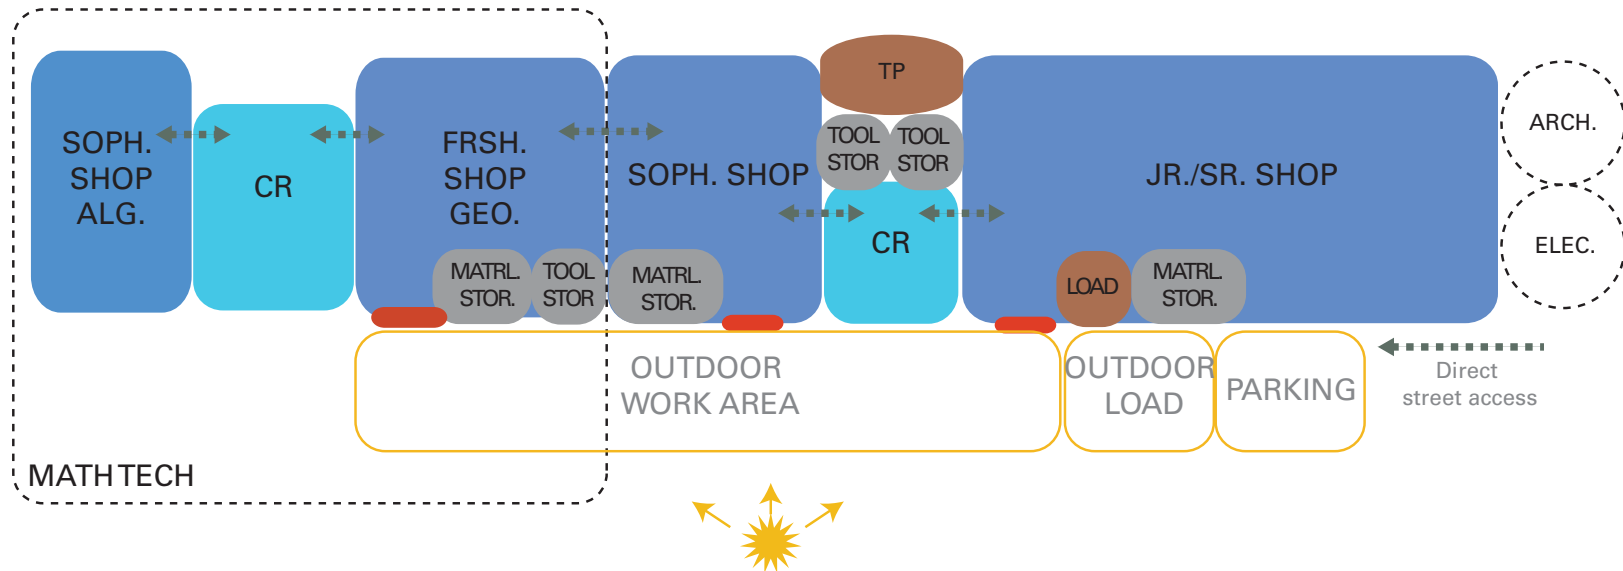 SOPH.
SHOP
ALG.
CR
FRSH.
SHOP
GEO.
MATRL.
STOR.
TOOL
STOR
SOPH. SHOP
MATRL.
STOR.
TP
TOOL
STOR
TOOL
STOR
CR
JR./SR. SHOP
LOAD
MATRL.
STOR.
ARCH.
ELEC.
OUTDOOR
WORK AREA
OUTDOOR
LOAD
PARKING
Direct
street access
MATH TECH